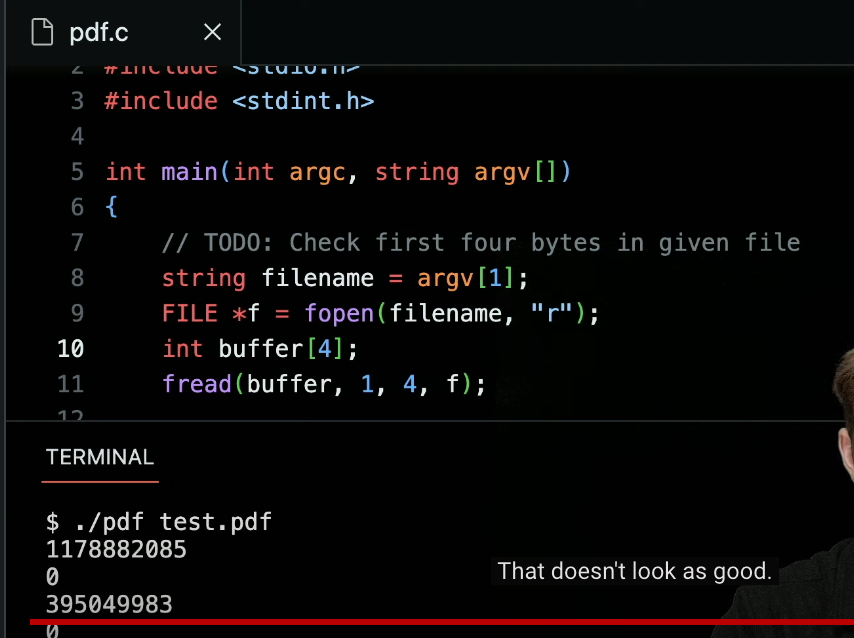 pdf.c
2 #include <stdio.h>
3 #include <stdint.h>
4
5 int main(int argc, string argv[])
6 {
7 // TODO: Check first four bytes in given file
8 string filename = argv[1];
9 FILE *f = fopen(filename, "r");
10 int buffer[4];
11 fread(buffer, 1, 4, f);
12
TERMINAL
$ ./pdf test.pdf
1178882085
0
395049983
0
That doesn't look as good.